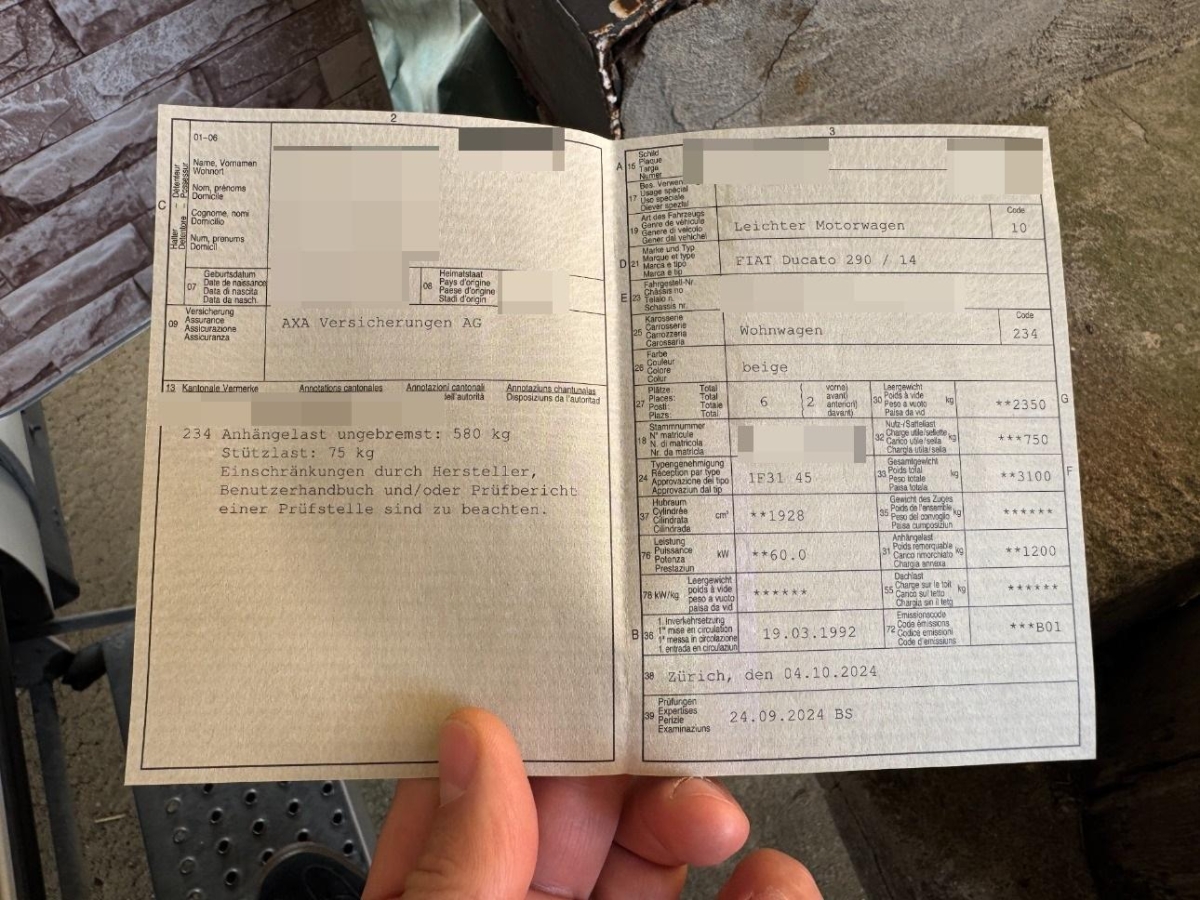 2
01-06
C
Halter – Détenteur
Detentore – Possessur
Name, Vornamen
Wohnort
Nom, prénoms
Domicile
Cognome, nomi
Domicilio
Num, prenums
Domicil
07
Geburtsdatum
Date de naissance
Data di nascita
Data da nasch.
08
Heimatstaat
Pays d'origine
Paese d'origine
Stadi d'origin
09
Versicherung
Assurance
Assicurazione
Assicuranza
AXA Versicherungen AG
13 Kantonale Vermerke Annotations cantonales Annotazioni cantonali Annotaziuns chantunalas
dell'autorità Disposiziuns da l'autoritad
234 Anhängelast ungebremst: 580 kg
Stützlast: 75 kg
Einschränkungen durch Hersteller,
Benutzerhandbuch und/oder Prüfbericht
einer Prüfstelle sind zu beachten.
3
A 15
Schild
Plaque
Targa
Numer
17
Bes. Verwen
Usage spécial
Uso speciale
Diever spezial
19
Art des Fahrzeugs
Genre de véhicule
Genere di veicolo
Gener dal vehichel
Leichter Motorwagen
Code
10
D 21
Marke und Typ
Marque et type
Marca e tipo
Marca e tip
FIAT Ducato 290 / 14
E 23
Fahrgestell-Nr.
Châssis no
Telaio n.
Schassis nr.
25
Karosserie
Carrosserie
Carrozzeria
Carosseria
Wohnwagen
Code
234
26
Farbe
Couleur
Colore
Colur
beige
27
Plätze Total
Places: Total
Posti: Totale
Plazs: Total
6
2
vorne)
avant)
anteriori)
davant)
30
Leergewicht
Poids à vide
Peso a vuoto
Paisa da vid
kg
**2350
G
18
Stammnummer
N° matricule
N. di matricola
Nr. da matricla
32
Nutz-/Sattellast
Charge utile/sellette
Carico utile/sella
Chargia utila/sella
kg
***750
24
Typengenehmigung
Réception par type
Approvazione del tipo
Approvaziun dal tip
1F31 45
33
Gesamtgewicht
Poids total
Peso totale
Paisa totala
kg
**3100
F
37
Hubraum
Cylindrée
Cilindrata
Cilindrada
cm³
**1928
35
Gewicht des Zuges
Poids de l'ensemble
Peso del convoglio
Paisa cumposiziun
kg
******
76
Leistung
Puissance
Potenza
Prestaziun
kW
**60.0
31
Anhängelast
Poids remorquable
Carico rimorchiato
Chargia annexa
kg
**1200
78 kW/kg
Leergewicht
poids à vide
peso a vuoto
paisa da vid
******
55
Dachlast
Charge sur le toit
Carico sul tetto
Chargia sin il tetg
kg
******
B 36
1. Inverkehrsetzung
1re mise en circulation
1a messa in circolazione
1. entrada en circulaziun
19.03.1992
72
Emissionscode
Code émissions
Codice emissioni
Code d'emissiuns
***B01
38 Zürich, den 04.10.2024
39
Prüfungen
Expertises
Perizie
Examinaziuns
24.09.2024 BS